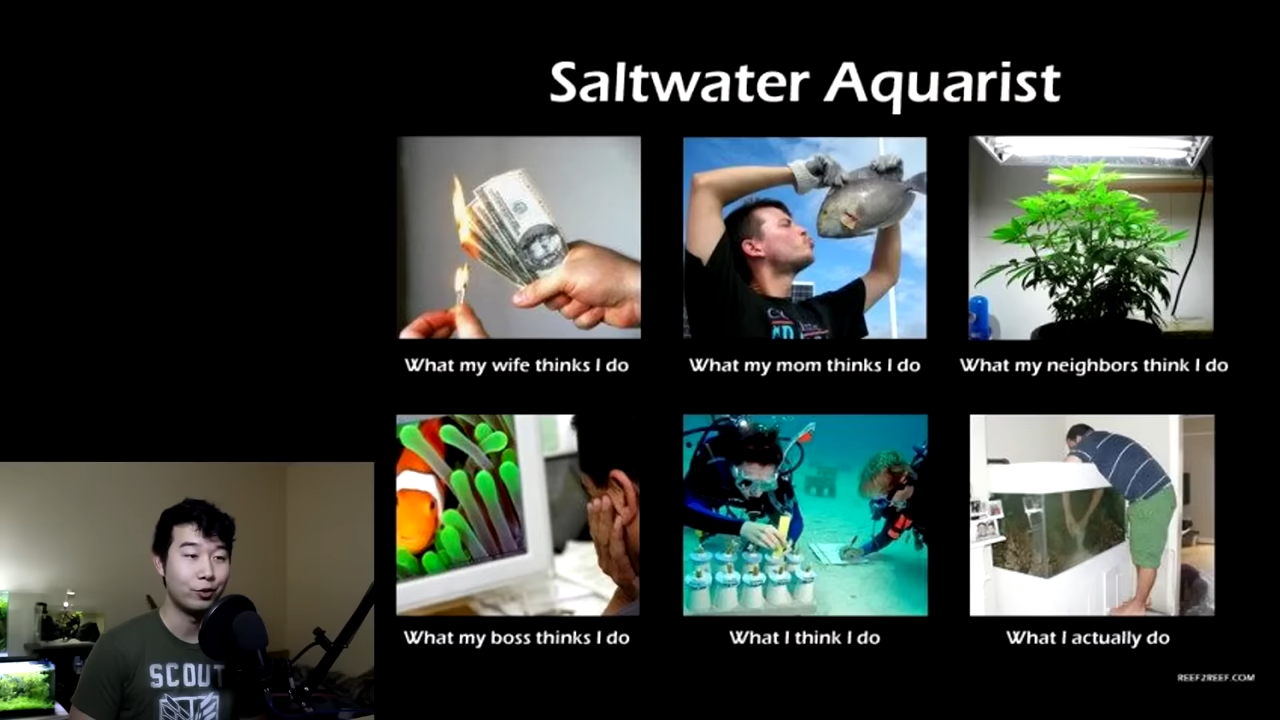 Saltwater Aquarist
What my wife thinks I do
What my mom thinks I do
What my neighbors think I do
What my boss thinks I do
What I think I do
What I actually do
REEF2REEF.COM
SCOUT